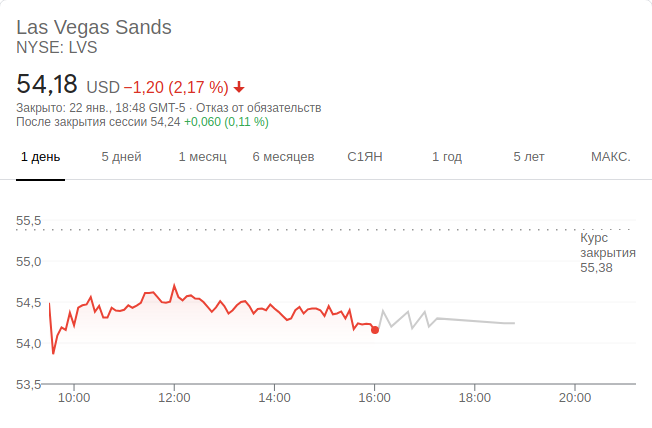 Las Vegas Sands
NYSE: LVS
54,18 USD −1,20 (2,17 %)
Закрыто: 22 янв., 18:48 GMT-5 · Отказ от обязательств
После закрытия сессии 54,24 +0,060 (0,11 %)
1 день 5 дней 1 месяц 6 месяцев С1ЯН 1 год 5 лет МАКС.
55,5
Курс
закрытия
55,38
55,0
54,5
54,0
53,5
10:00 12:00 14:00 16:00 18:00 20:00